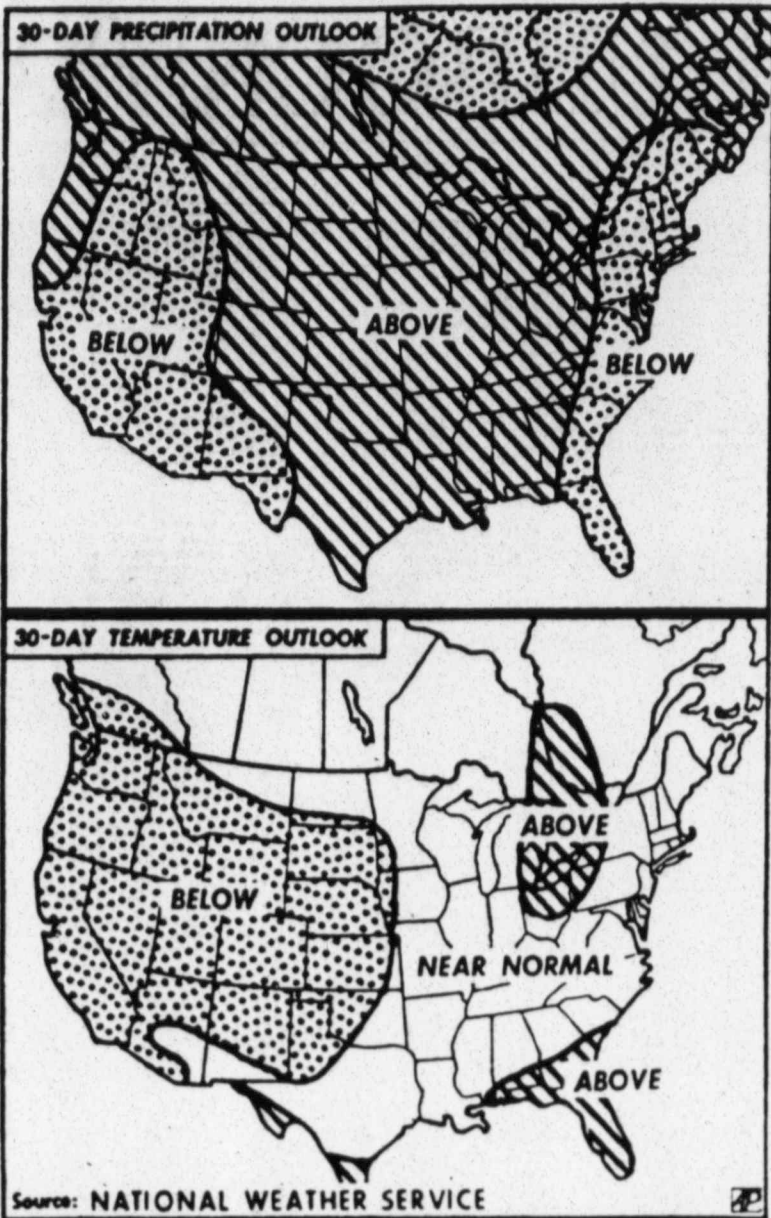 30-DAY PRECIPITATION OUTLOOK
BELOW
ABOVE
BELOW
30-DAY TEMPERATURE OUTLOOK
ABOVE
BELOW
NEAR NORMAL
ABOVE
Source: NATIONAL WEATHER SERVICE
AP